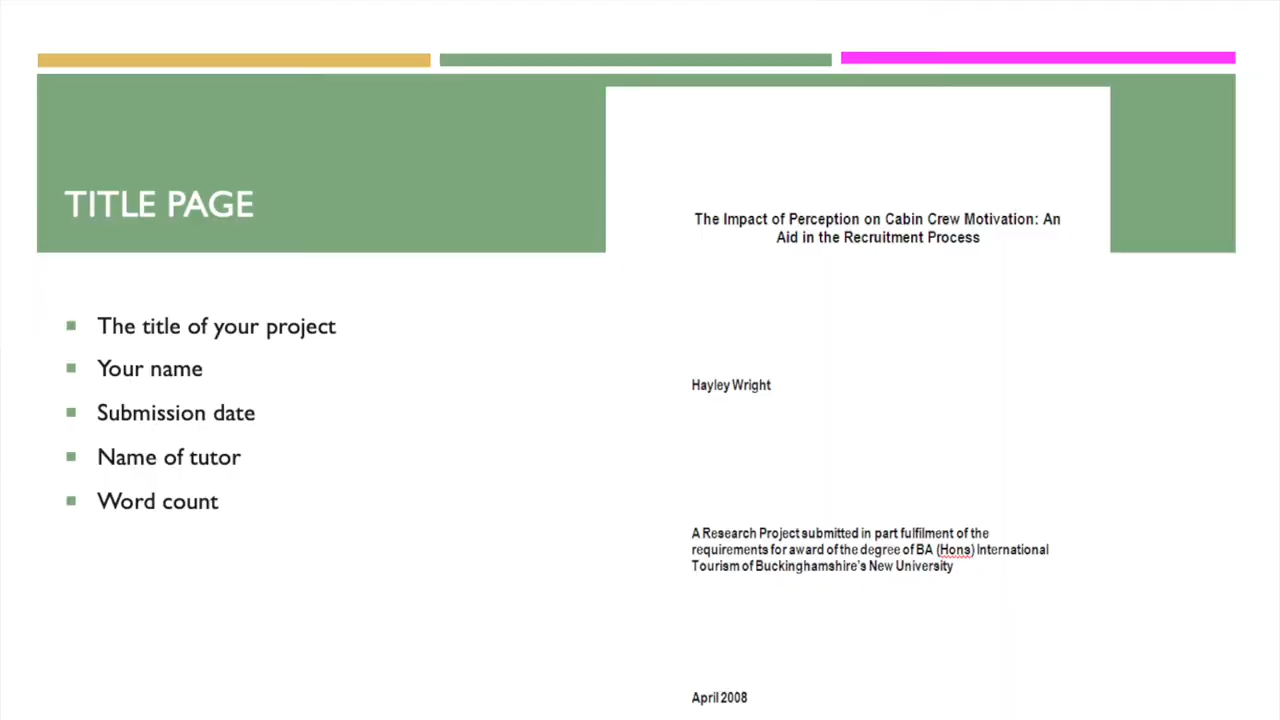 TITLE PAGE
The title of your project
Your name
Submission date
Name of tutor
Word count
The Impact of Perception on Cabin Crew Motivation: An
Aid in the Recruitment Process
Hayley Wright
A Research Project submitted in part fulfilment of the
requirements for award of the degree of BA (Hons) International
Tourism of Buckinghamshire's New University
April 2008